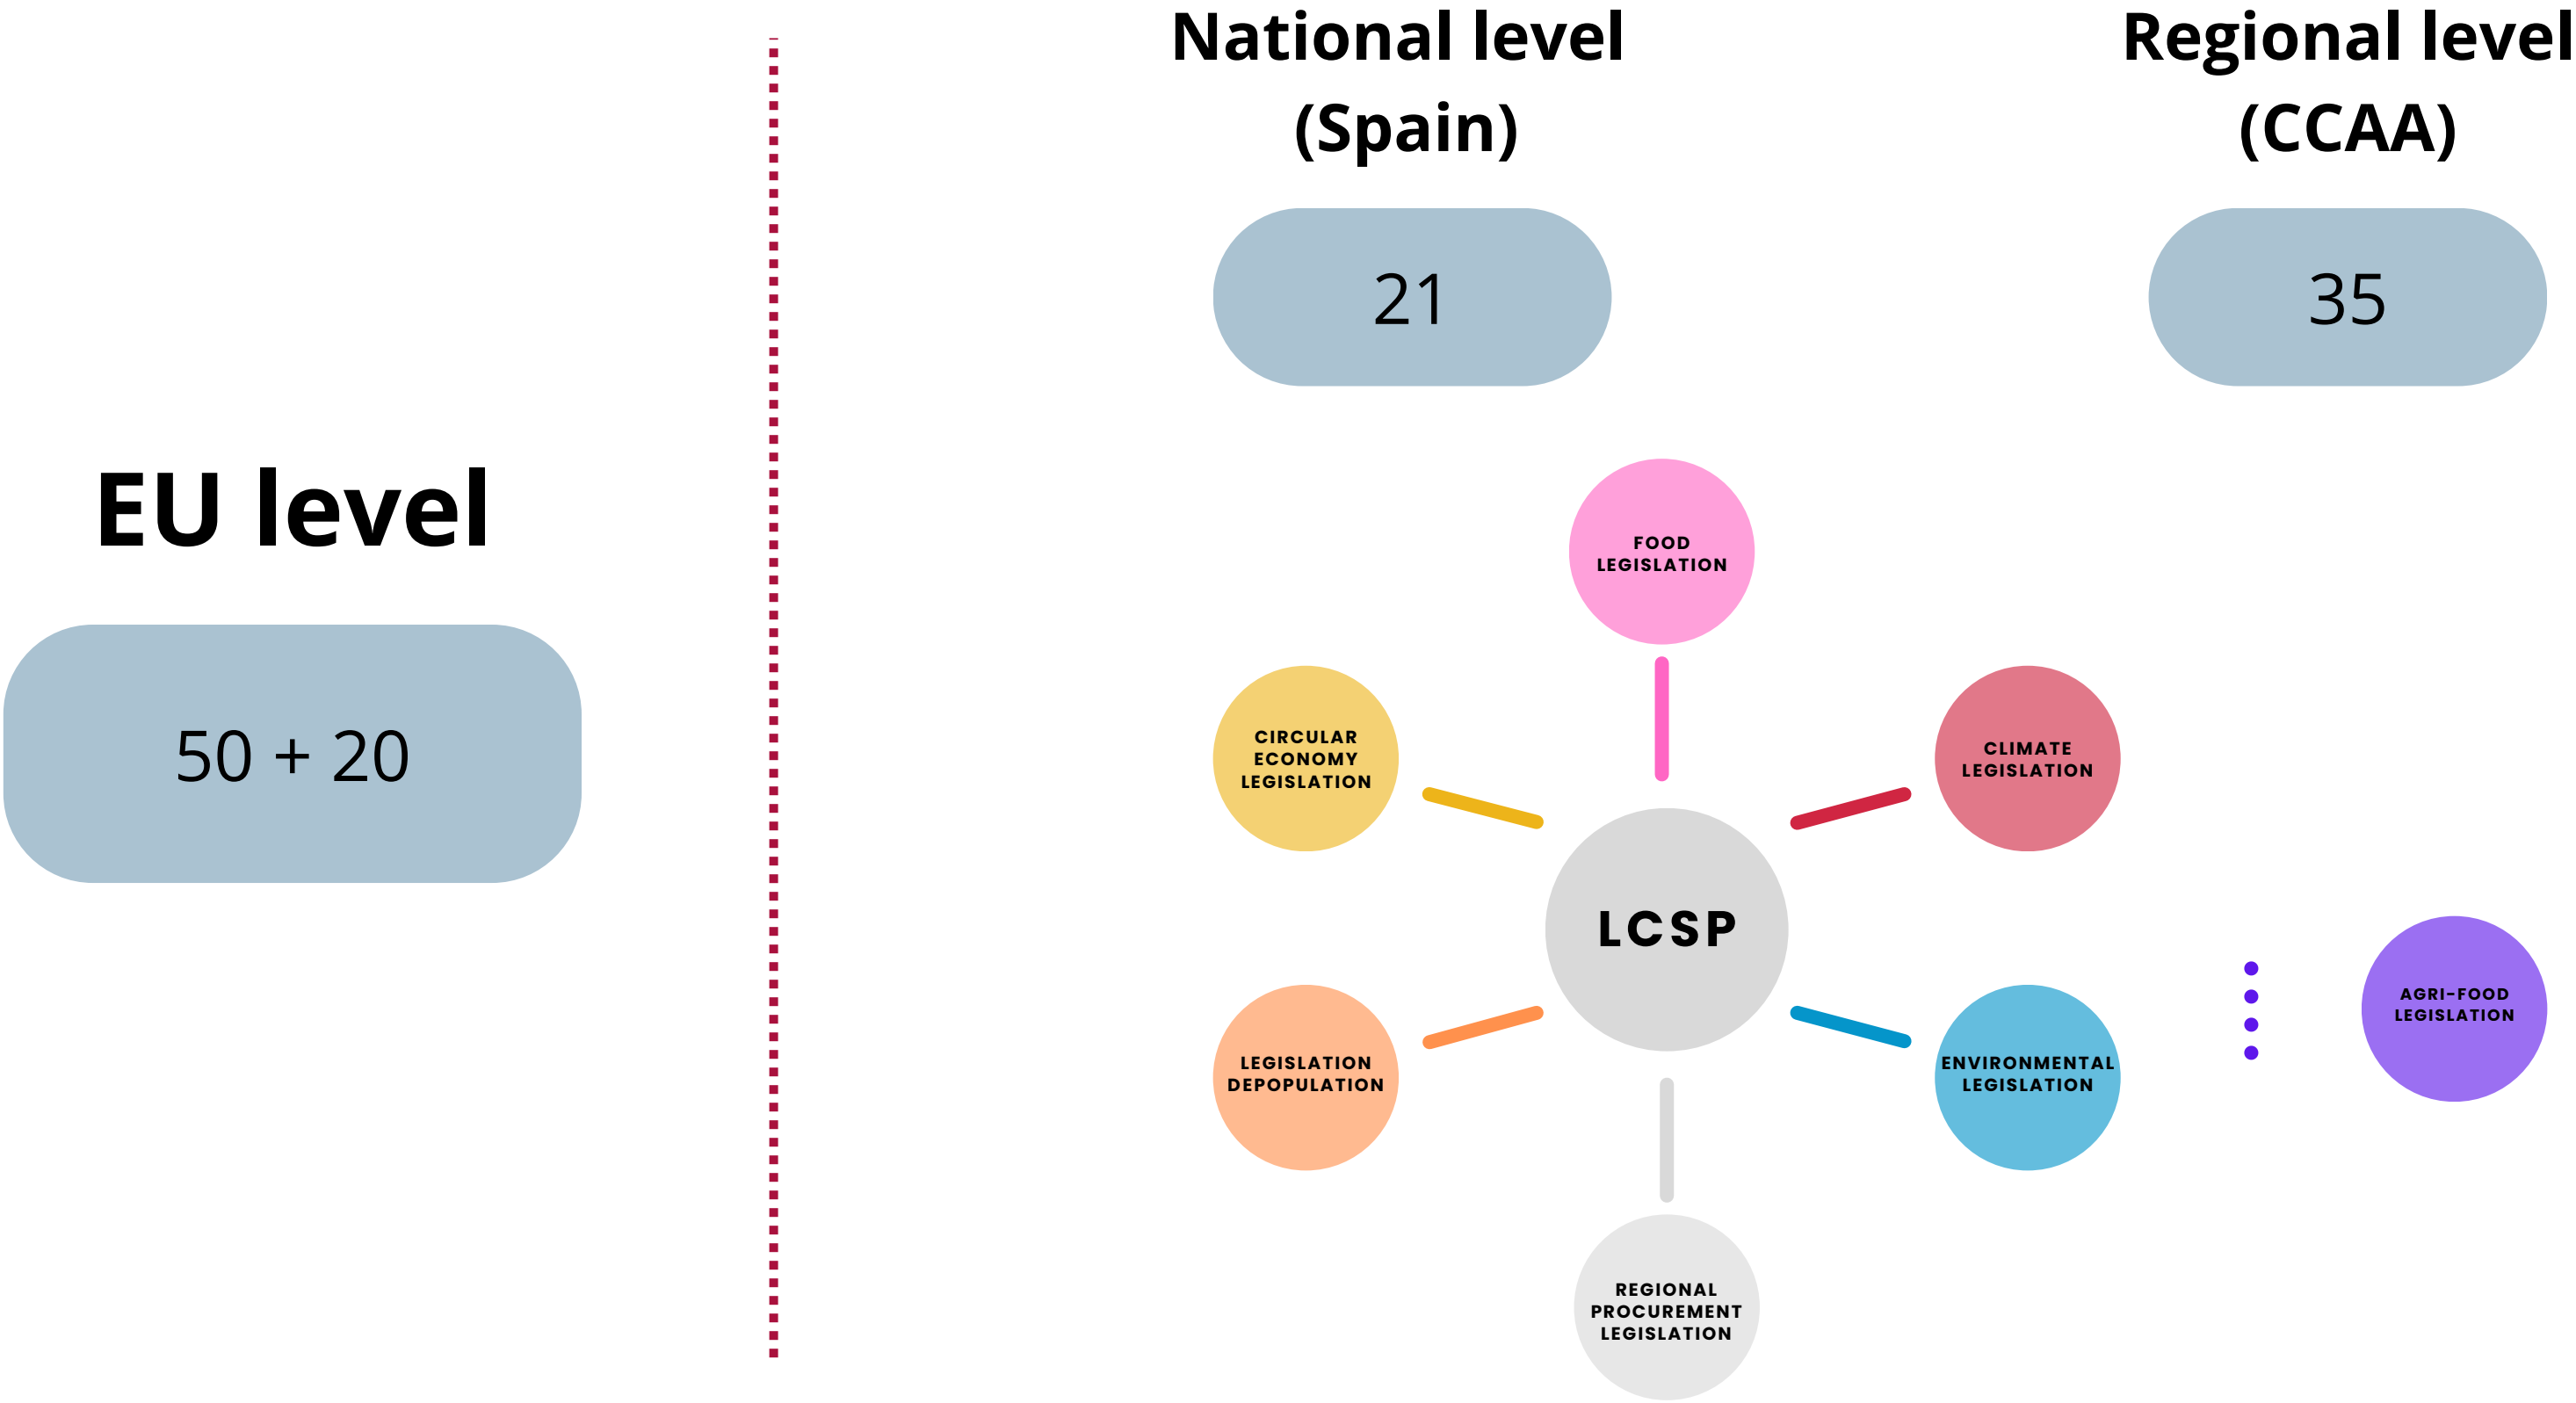 EU level
50 + 20
National level
(Spain)
21
Regional level
(CCAA)
35
FOOD
LEGISLATION
CIRCULAR
ECONOMY
LEGISLATION
CLIMATE
LEGISLATION
LCSP
LEGISLATION
DEPOPULATION
ENVIRONMENTAL
LEGISLATION
AGRI-FOOD
LEGISLATION
REGIONAL
PROCUREMENT
LEGISLATION